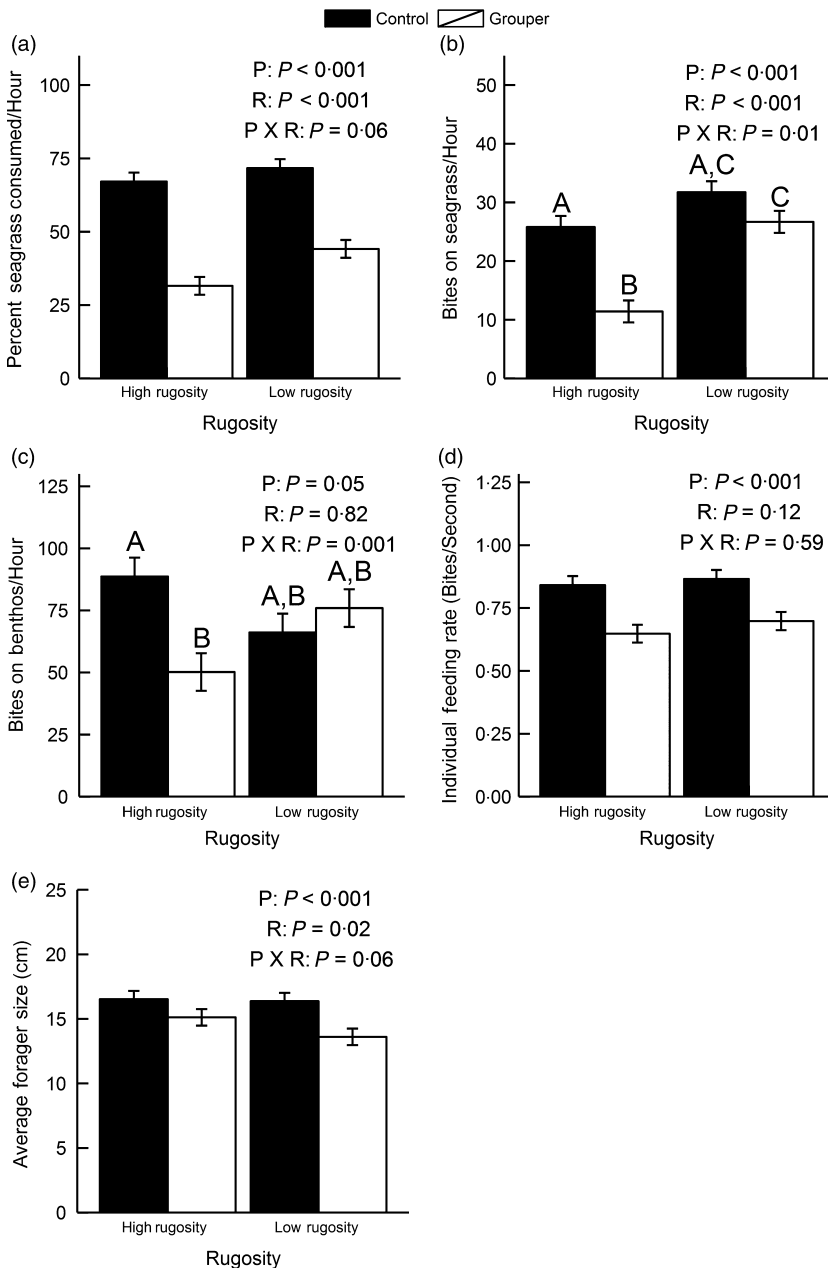 Control Grouper
(a)
P: P < 0·001
R: P < 0·001
P X R: P = 0·06
Percent seagrass consumed/Hour
100
75
50
25
0
High rugosity Low rugosity
Rugosity
(b)
P: P < 0·001
R: P < 0·001
P X R: P = 0·01
Bites on seagrass/Hour
50
40
30
20
10
0
A
B
A,C
C
High rugosity Low rugosity
Rugosity
(c)
P: P = 0·05
R: P = 0·82
P X R: P = 0·001
Bites on benthos/Hour
125
100
75
50
25
0
A
B
A,B
A,B
High rugosity Low rugosity
Rugosity
(d)
P: P < 0·001
R: P = 0·12
P X R: P = 0·59
Individual feeding rate (Bites/Second)
1·25
1·00
0·75
0·50
0·25
0·00
High rugosity Low rugosity
Rugosity
(e)
P: P < 0·001
R: P = 0·02
P X R: P = 0·06
Average forager size (cm)
25
20
15
10
5
0
High rugosity Low rugosity
Rugosity